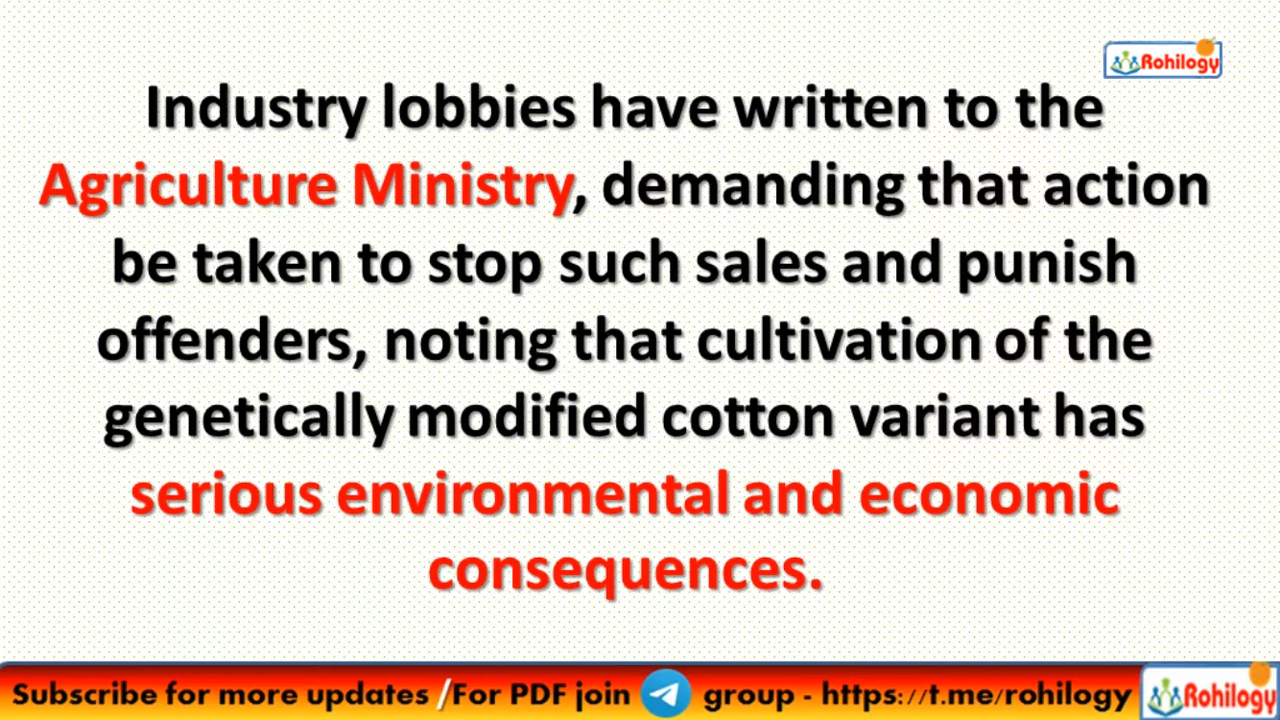 Rohilogy
Industry lobbies have written to the
Agriculture Ministry, demanding that action
be taken to stop such sales and punish
offenders, noting that cultivation of the
genetically modified cotton variant has
serious environmental and economic
consequences.
Subscribe for more updates /For PDF join group - https://t.me/rohilogy
Rohilogy